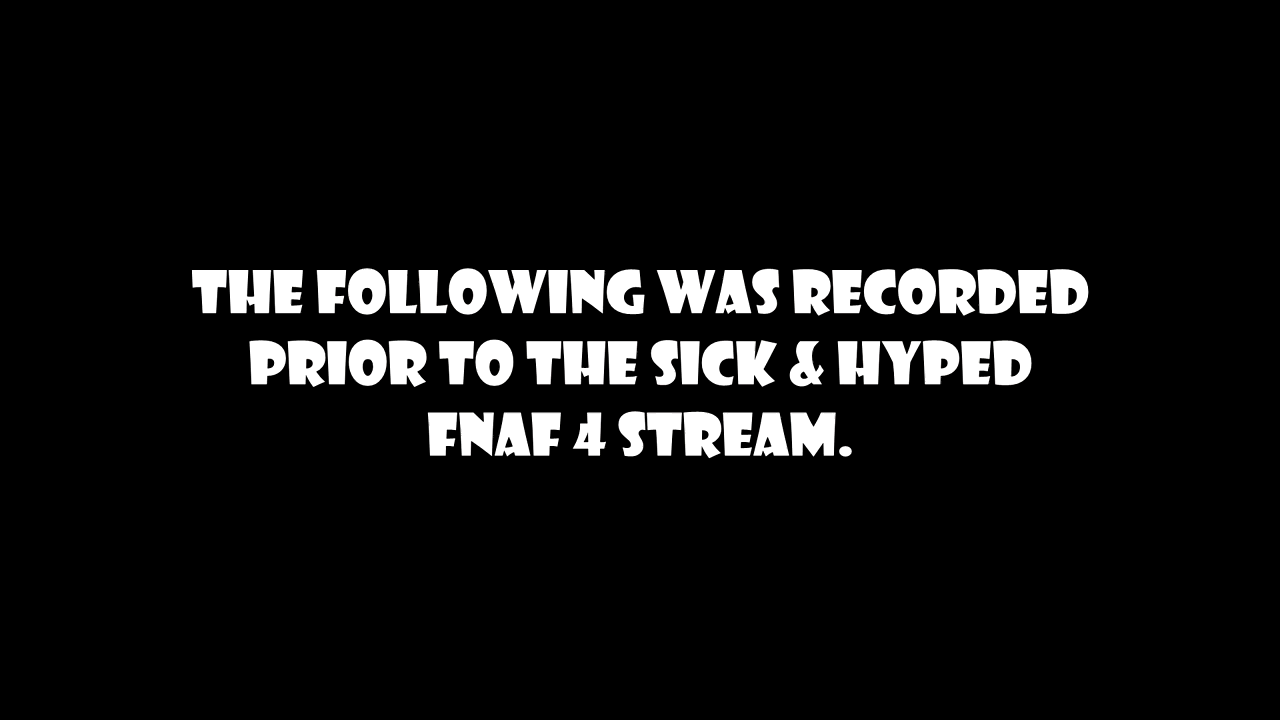 THE FOLLOWING WAS RECORDED
PRIOR TO THE SICK & HYPED
FNAF 4 STREAM.